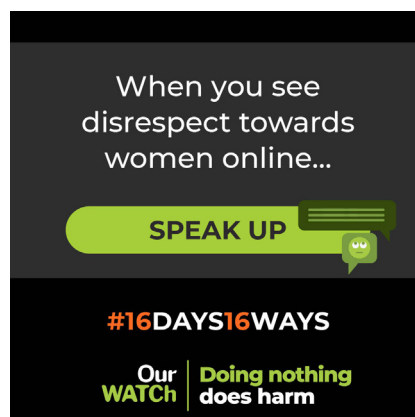 When you see
disrespect towards
women online...
SPEAK UP
#16DAYS16WAYS
Our
WATCh
Doing nothing
does harm